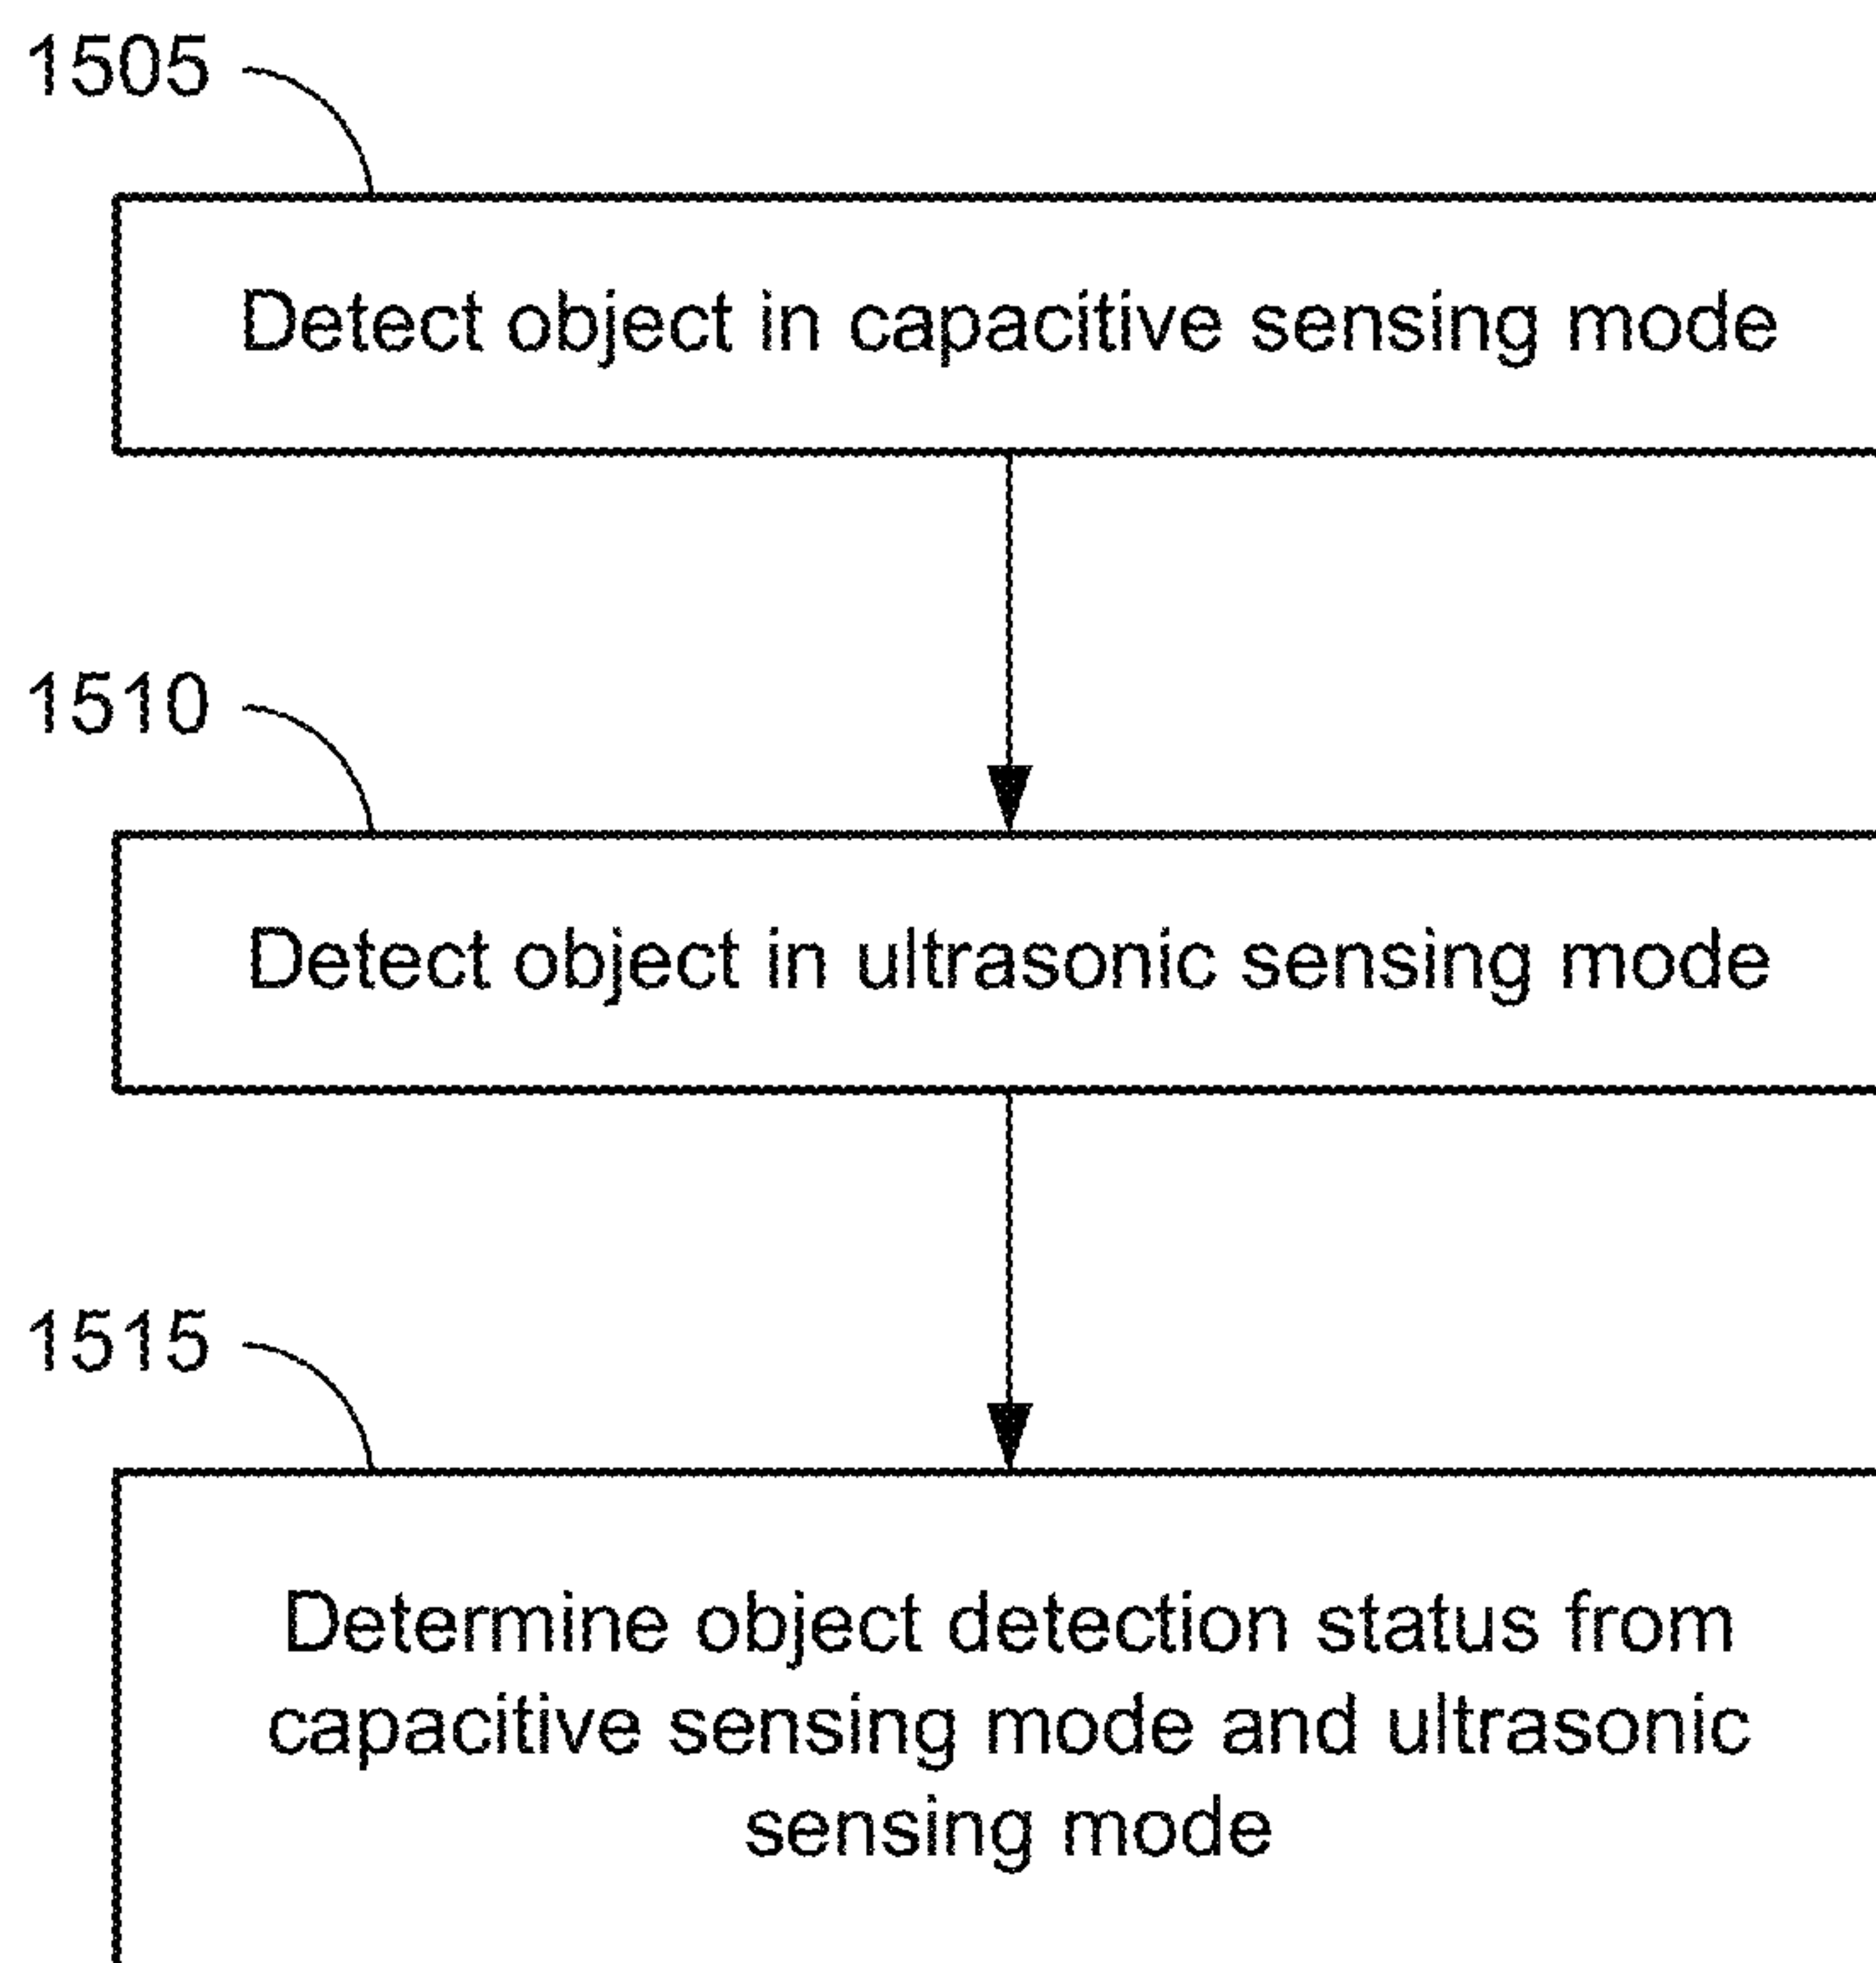 1505
Detect object in capacitive sensing mode
1510
Detect object in ultrasonic sensing mode
1515
Determine object detection status from
capacitive sensing mode and ultrasonic
sensing mode